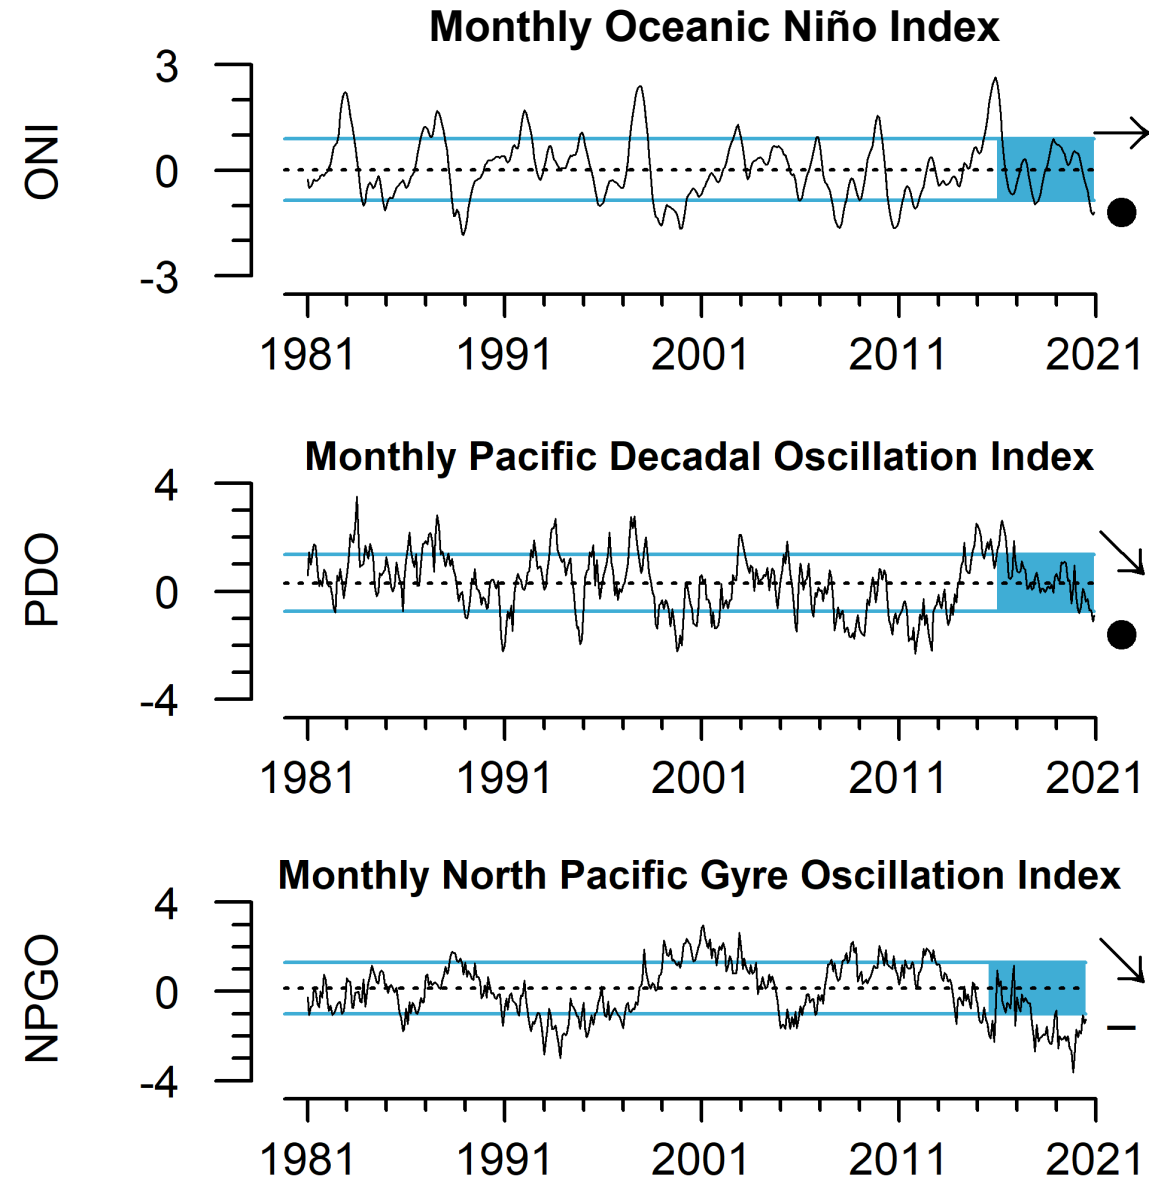 Monthly Oceanic Niño Index
ONI
3
0
-3
1981 1991 2001 2011 2021
Monthly Pacific Decadal Oscillation Index
PDO
4
0
-4
1981 1991 2001 2011 2021
Monthly North Pacific Gyre Oscillation Index
NPGO
4
0
-4
1981 1991 2001 2011 2021